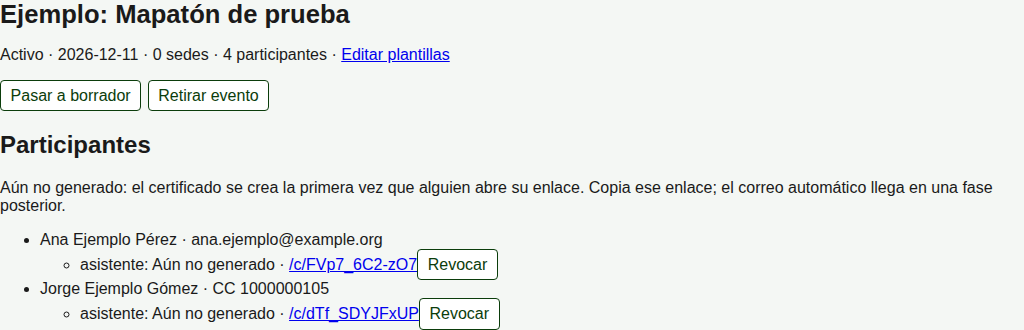 Ejemplo: Mapatón de prueba
Activo · 2026-12-11 · 0 sedes · 4 participantes · Editar plantillas
Pasar a borrador Retirar evento
Participantes
Aún no generado: el certificado se crea la primera vez que alguien abre su enlace. Copia ese enlace; el correo automático llega en una fase
posterior.
• Ana Ejemplo Pérez · ana.ejemplo@example.org
◦ asistente: Aún no generado · /c/FVp7_6C2-zO7 Revocar
• Jorge Ejemplo Gómez · CC 1000000105
◦ asistente: Aún no generado · /c/dTf_SDYJFxUP Revocar